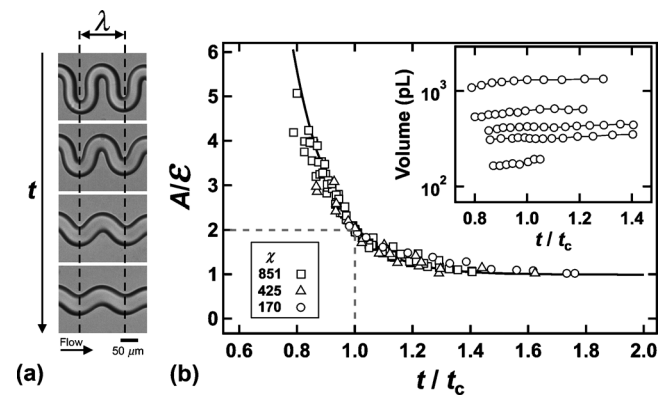 λ
t
Flow
50 μm
(a)
A/ε
6
5
4
3
2
1
0
χ
851
425
170
0.6
0.8
1.0
1.2
1.4
1.6
1.8
2.0
t / tc
(b)
Volume (pL)
10³
10²
0.8
1.0
1.2
1.4
t / tc